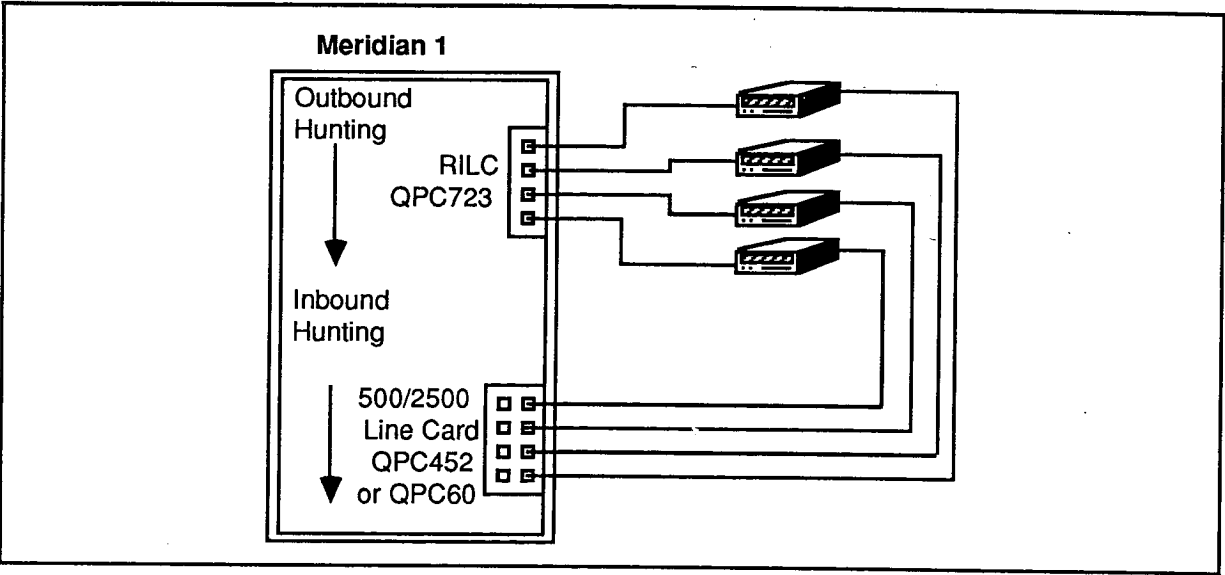 Meridian 1
Outbound
Hunting
RILC
QPC723
Inbound
Hunting
500/2500
Line Card
QPC452
or QPC60